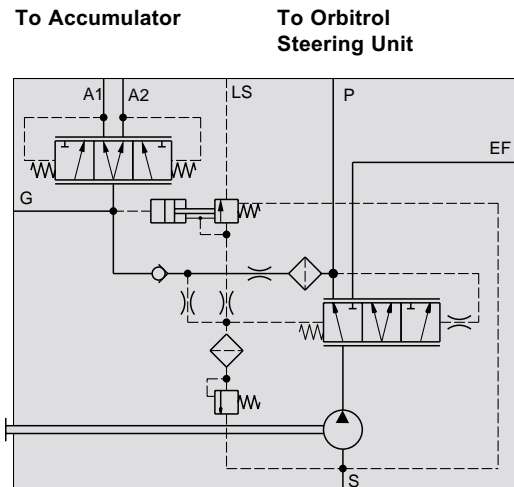 To Accumulator
To Orbitrol
Steering Unit
A1
A2
LS
P
EF
G
S